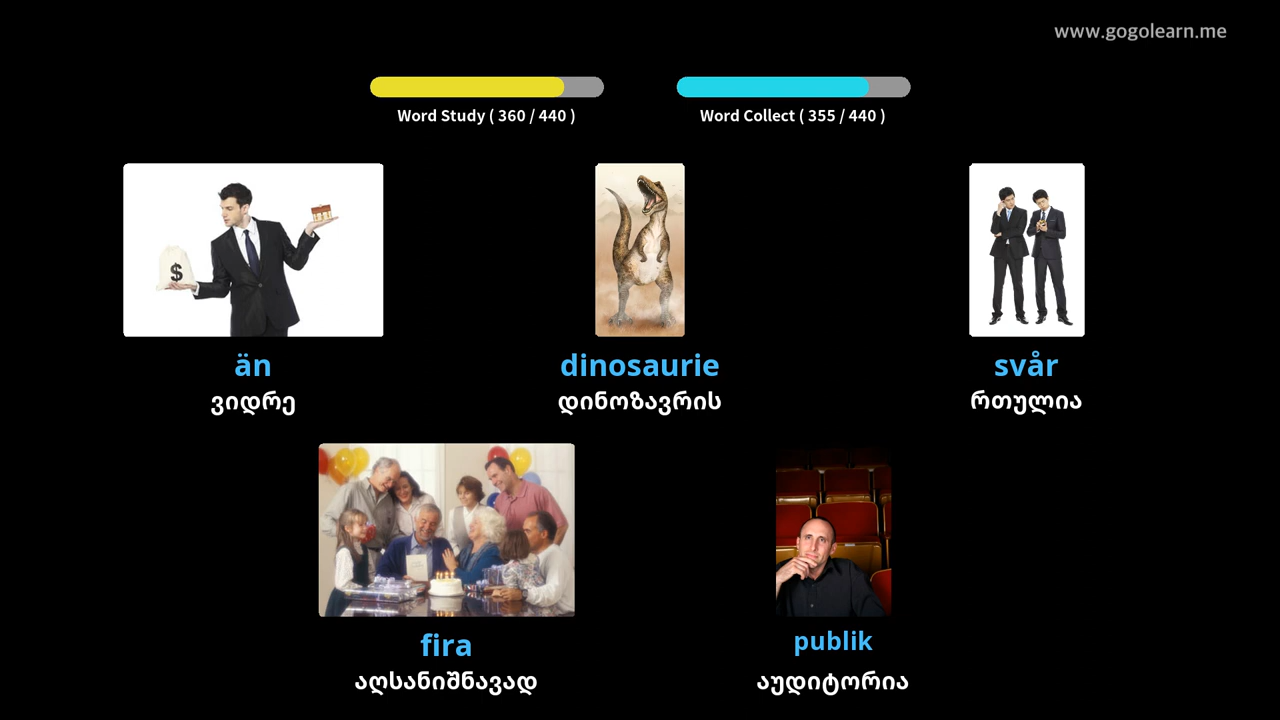 www.gogolearn.me
Word Study ( 360 / 440 )
Word Collect ( 355 / 440 )
$
än
ვიდრე
dinosaurie
დინოზავრის
svår
რთულია
fira
აღსანიშნავად
publik
აუდიტორია